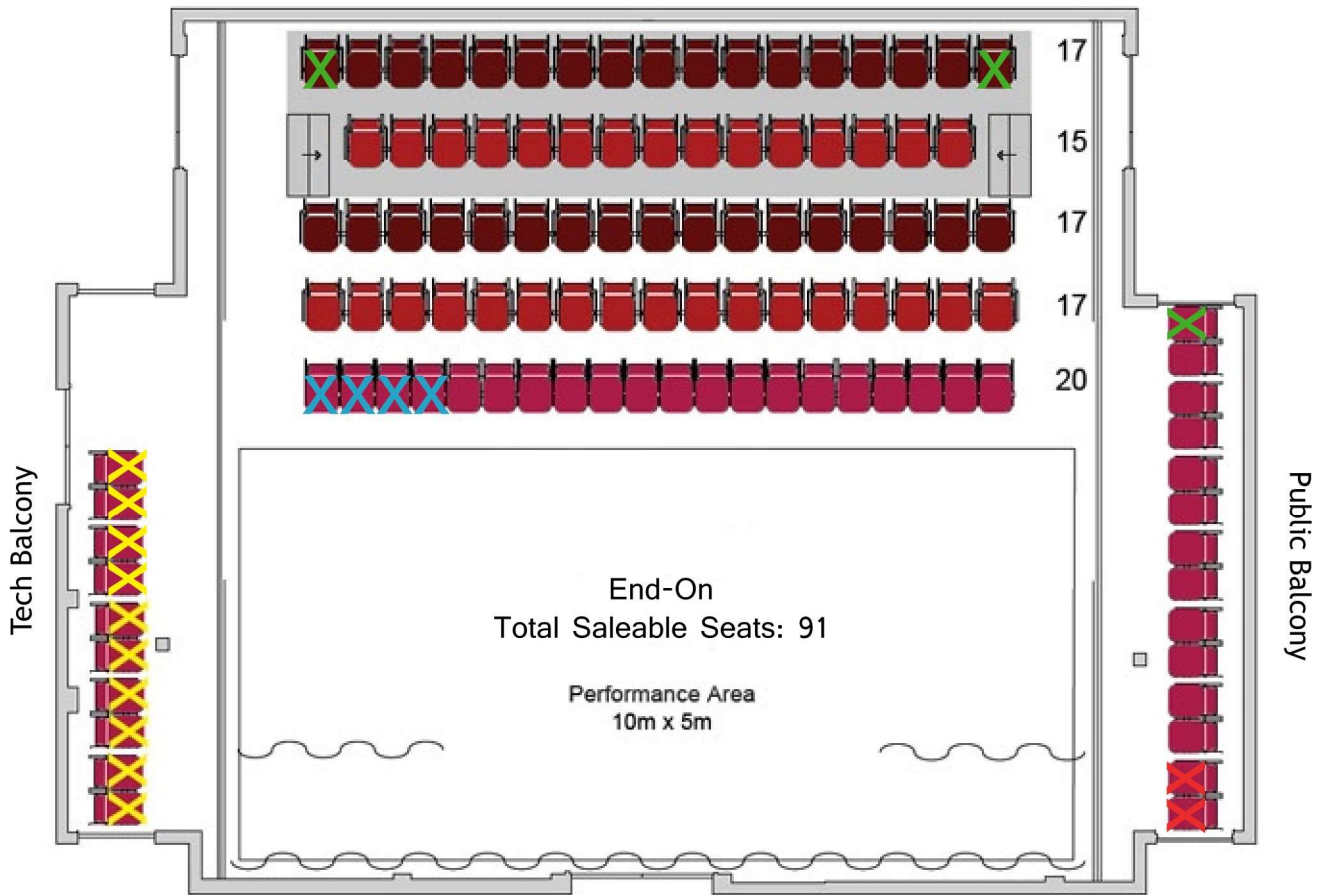 17
15
17
17
20
Tech Balcony
Public Balcony
End-On
Total Saleable Seats: 91
Performance Area
10m x 5m